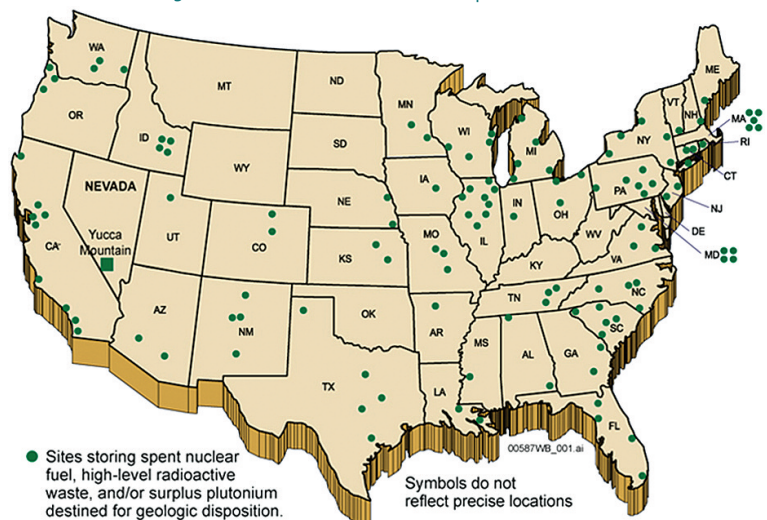 WA
MT
ND
MN
ME
VT
NH
MA
RI
CT
NJ
DE
MD
OR
ID
WY
SD
WI
MI
NY
NEVADA
Yucca
Mountain
CA
UT
CO
NE
IA
IL
IN
OH
PA
WV
VA
KS
MO
KY
AZ
NM
OK
AR
TN
NC
SC
TX
LA
MS
AL
GA
FL
00587WB_001.ai
Sites storing spent nuclear
fuel, high-level radioactive
waste, and/or surplus plutonium
destined for geologic disposition.
Symbols do not
reflect precise locations